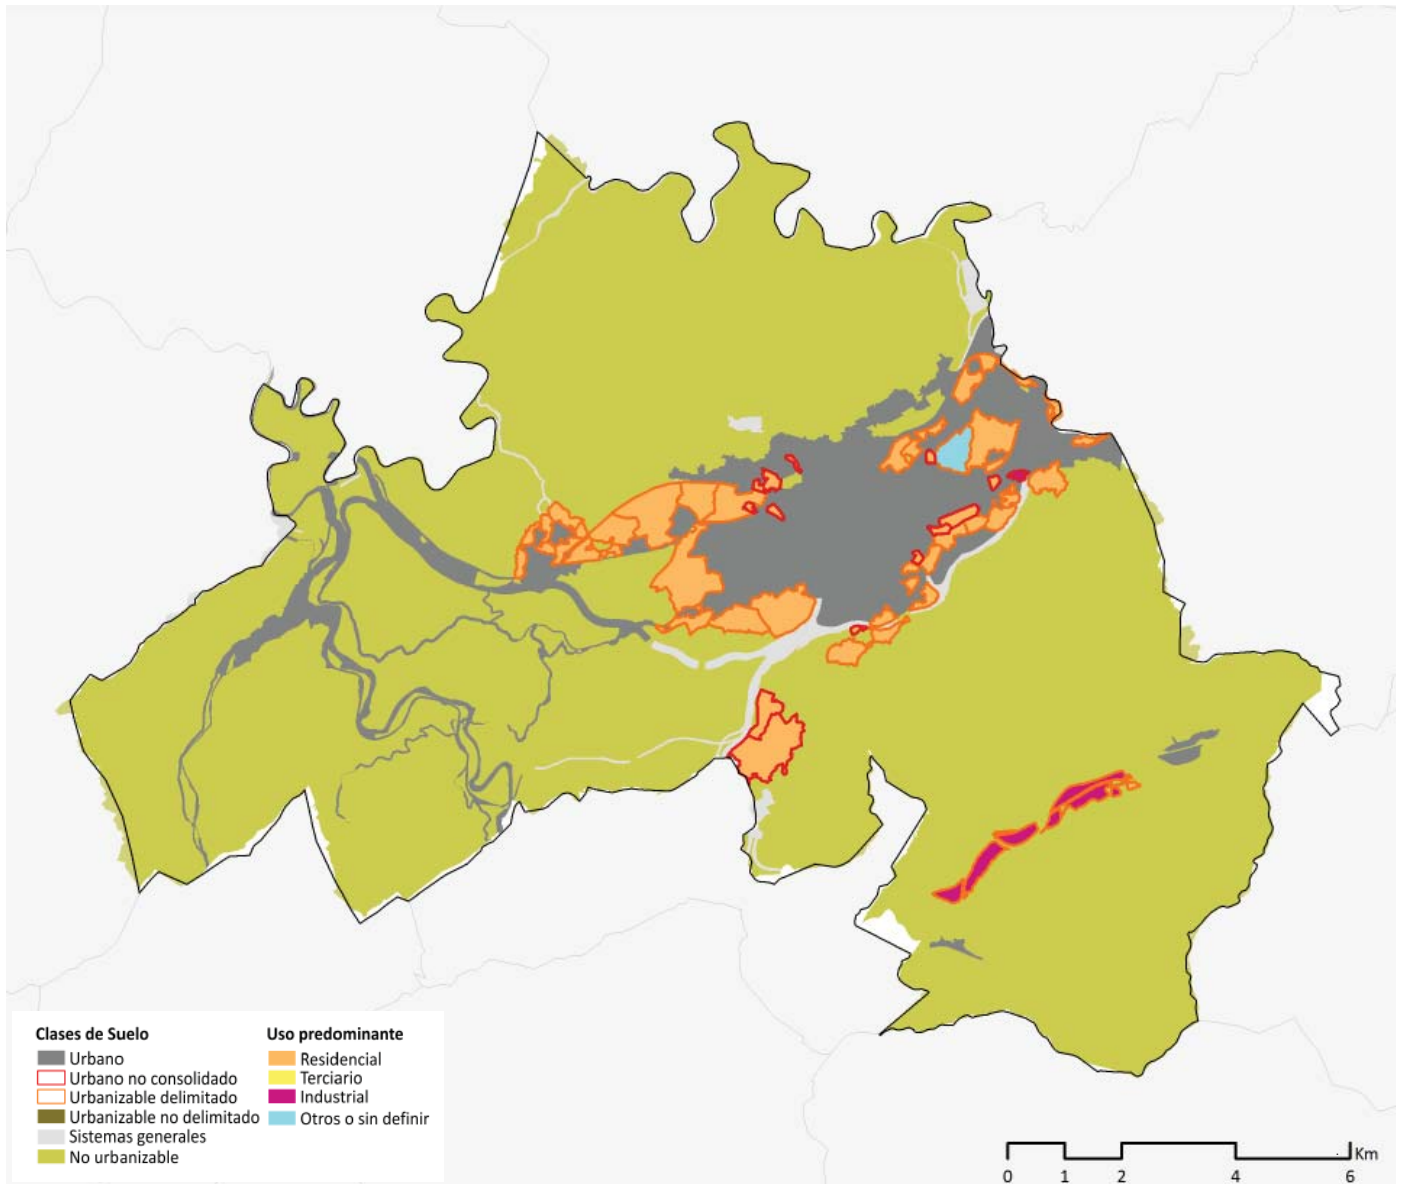 Clases de Suelo
Urbano
Urbano no consolidado
Urbanizable delimitado
Urbanizable no delimitado
Sistemas generales
No urbanizable
Uso predominante
Residencial
Terciario
Industrial
Otros o sin definir
Km
0 1 2 4 6